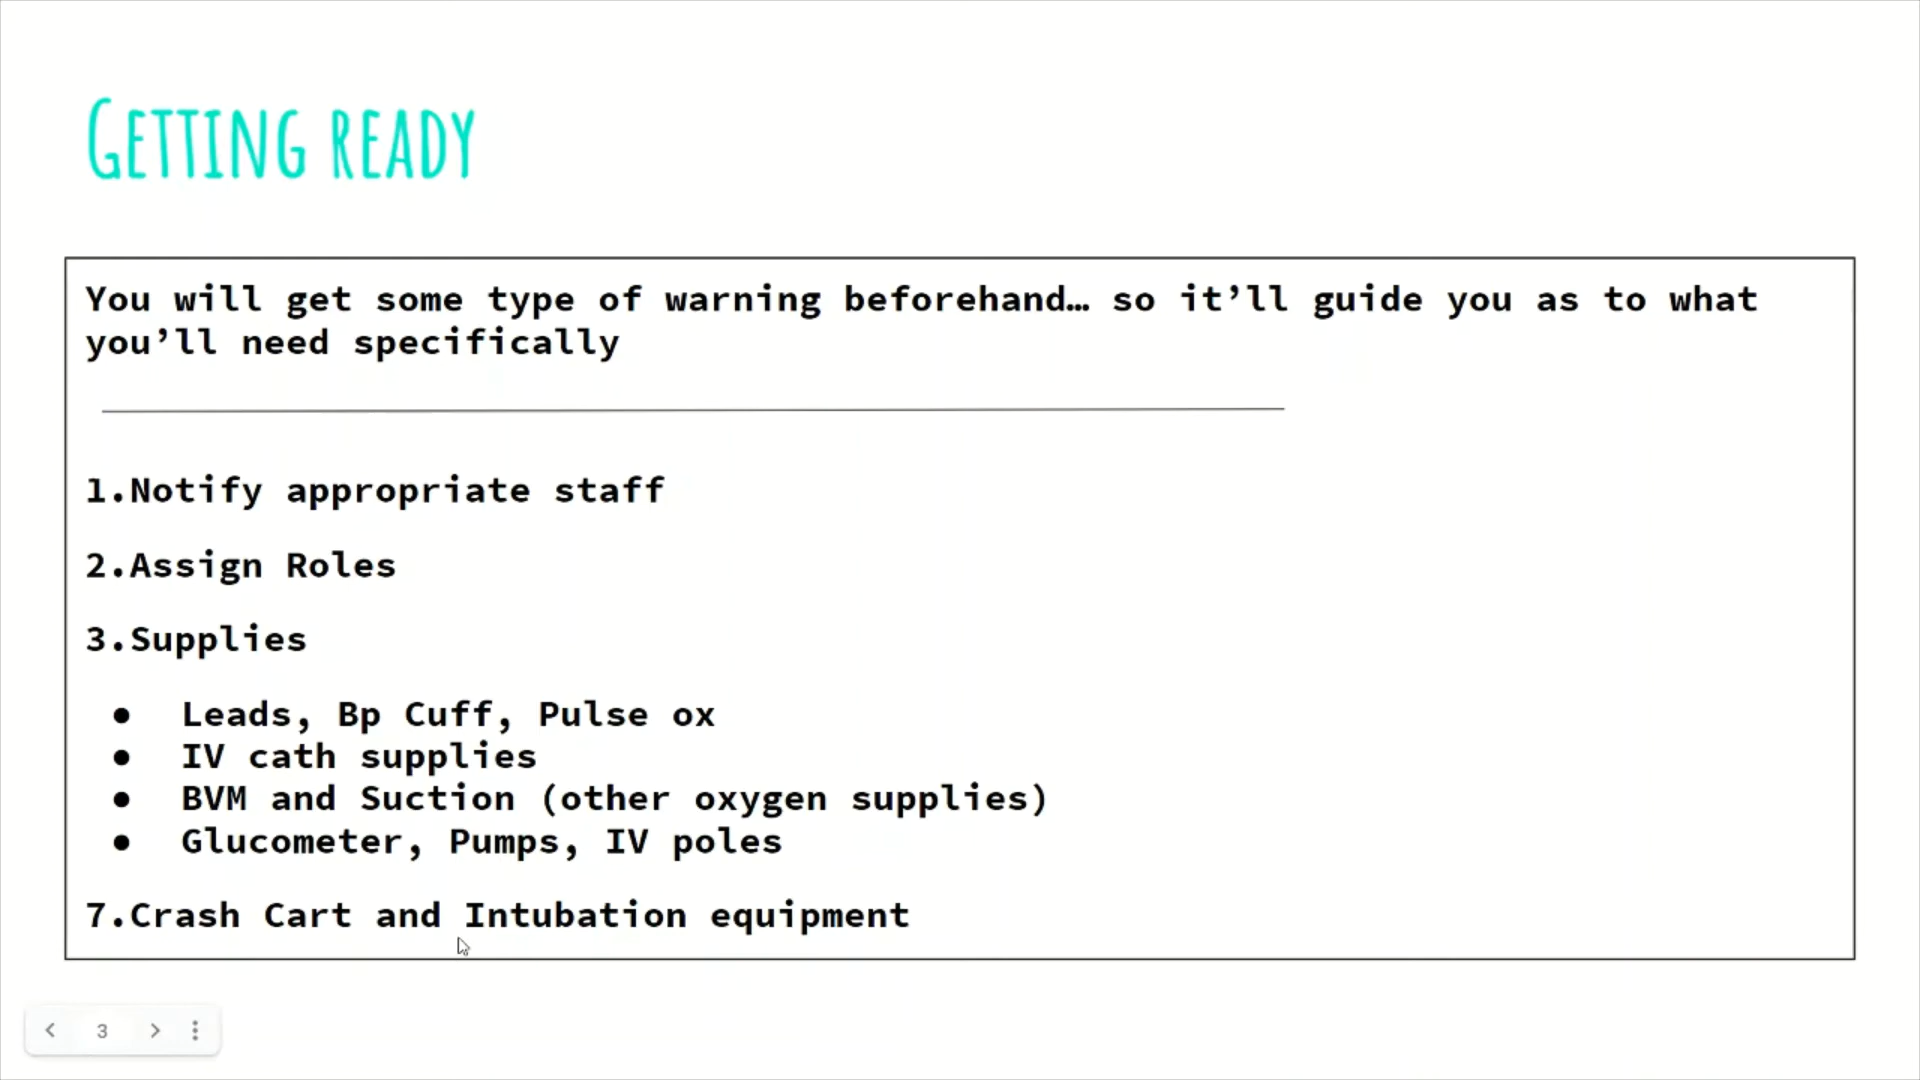 Getting ready
You will get some type of warning beforehand… so it’ll guide you as to what
you’ll need specifically
1.Notify appropriate staff
2.Assign Roles
3.Supplies
● Leads, Bp Cuff, Pulse ox
● IV cath supplies
● BVM and Suction (other oxygen supplies)
● Glucometer, Pumps, IV poles
7.Crash Cart and Intubation equipment
3